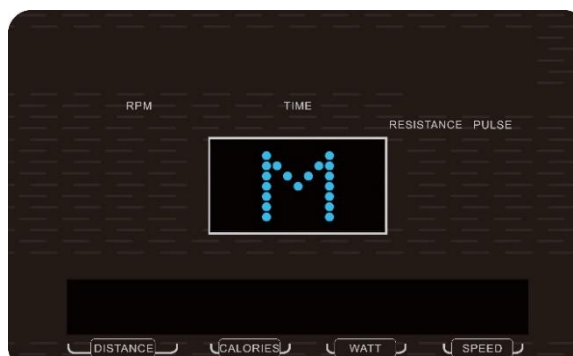 RPM TIME
RESISTANCE PULSE
M
DISTANCE CALORIES WATT SPEED